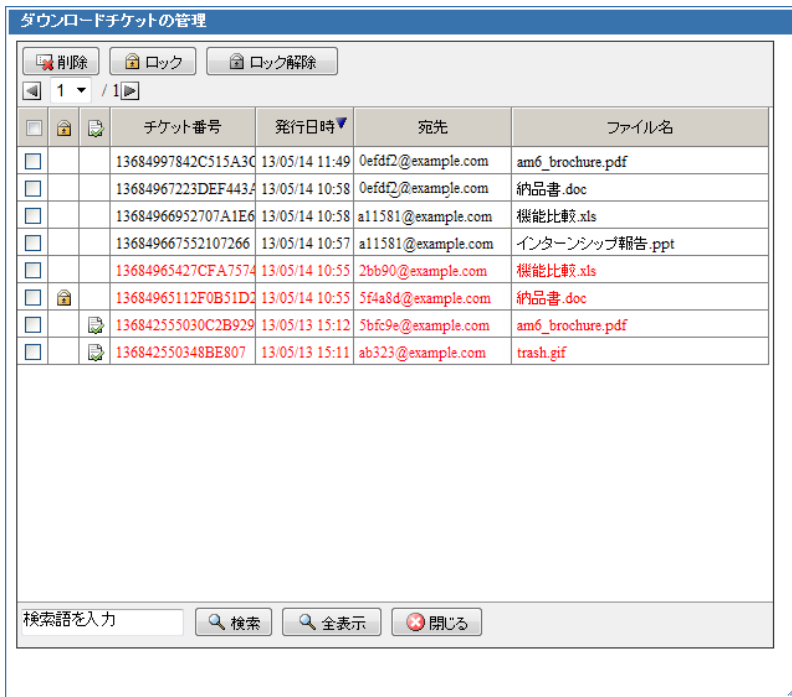 ダウンロードチケットの管理
削除 ロック ロック解除
1 / 1
チケット番号 発行日時 宛先 ファイル名
13684997842C515A3C 13/05/14 11:49 0efdf2@example.com am6_brochure.pdf
13684967223DEF443A 13/05/14 10:58 0efdf2@example.com 納品書.doc
13684966952707A1E6 13/05/14 10:58 a11581@example.com 機能比較.xls
136849667552107266 13/05/14 10:57 a11581@example.com インターンシップ報告.ppt
13684965427CFA7574 13/05/14 10:55 2bb90@example.com 機能比較.xls
13684965112F0B51D2 13/05/14 10:55 5f4a8d@example.com 納品書.doc
136842555030C2B929 13/05/13 15:12 5bfc9e@example.com am6_brochure.pdf
136842550348BE807 13/05/13 15:11 ab323@example.com trash.gif
検索語を入力 検索 全表示 閉じる